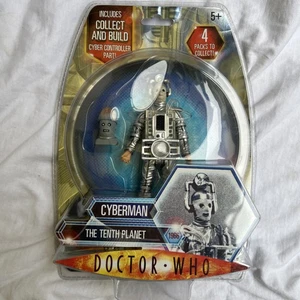 INCLUDES
COLLECT
AND BUILD
CYBER CONTROLLER
PART!
5+
4
PACKS TO
COLLECT!
CYBERMAN
THE TENTH PLANET
DOCTOR · WHO